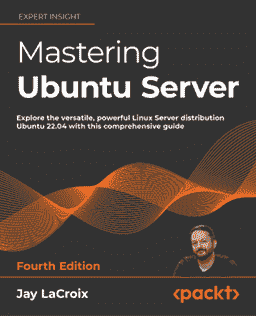 EXPERT INSIGHT
Mastering
Ubuntu Server
Explore the versatile, powerful Linux Server distribution
Ubuntu 22.04 with this comprehensive guide
Fourth Edition
Jay LaCroix
<packt>